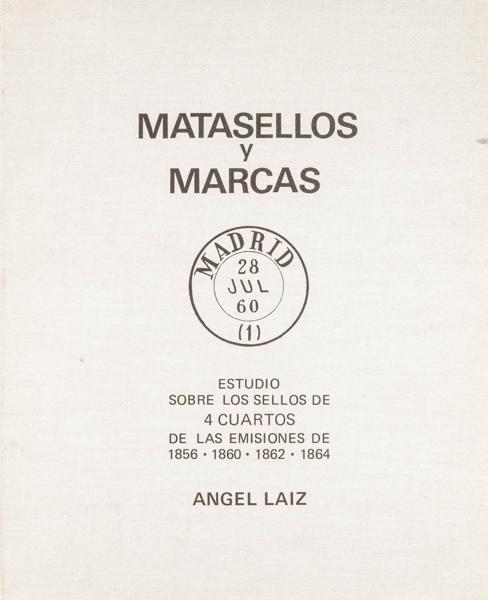 MATASELLOS
y
MARCAS
MADRID
28
JUL
60
(1)
ESTUDIO
SOBRE LOS SELLOS DE
4 CUARTOS
DE LAS EMISIONES DE
1856 • 1860 • 1862 • 1864
ANGEL LAIZ